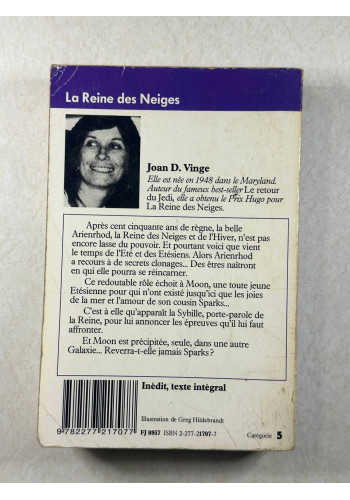 La Reine des Neiges
Joan D. Vinge
Elle est née en 1948 dans le Maryland.
Auteur du fameux best-seller Le retour
du Jedi, elle a obtenu le Prix Hugo pour
La Reine des Neiges.
Après cent cinquante ans de règne, la belle
Arienrhod, la Reine des Neiges et de l'Hiver, n'est pas
encore lasse du pouvoir. Et pourtant voici que vient
le temps de l'Eté et des Etésiens. Alors Arienrhod
a recours à de secrets clonages... Des êtres naîtront
en qui elle pourra se réincarner.
Ce redoutable rôle échoit à Moon, une toute jeune
Etésienne pour qui n'ont existé jusqu'ici que les joies
de la mer et l'amour de son cousin Sparks...
C'est à elle qu'apparaît la Sybille, porte-parole de
la Reine, pour lui annoncer les épreuves qu'il lui faut
affronter.
Et Moon est précipitée, seule, dans une autre
Galaxie... Reverra-t-elle jamais Sparks ?
Inédit, texte intégral
Illustration de Greg Hildebrandt
9 782277 217077
FJ 8957 ISBN 2-277-21707-7
Catégorie 5